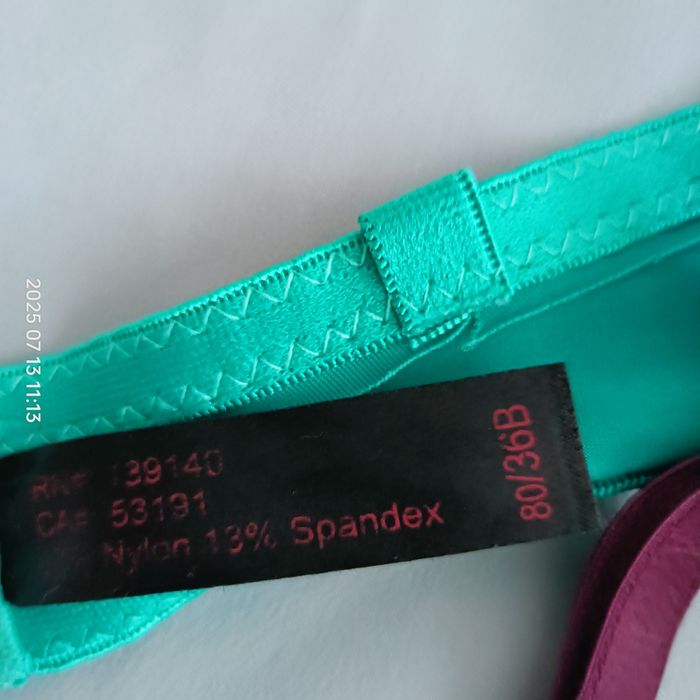 RN# 139140
CA# 53191
Nylon 13% Spandex
80/36B
2025 07 13 11:13